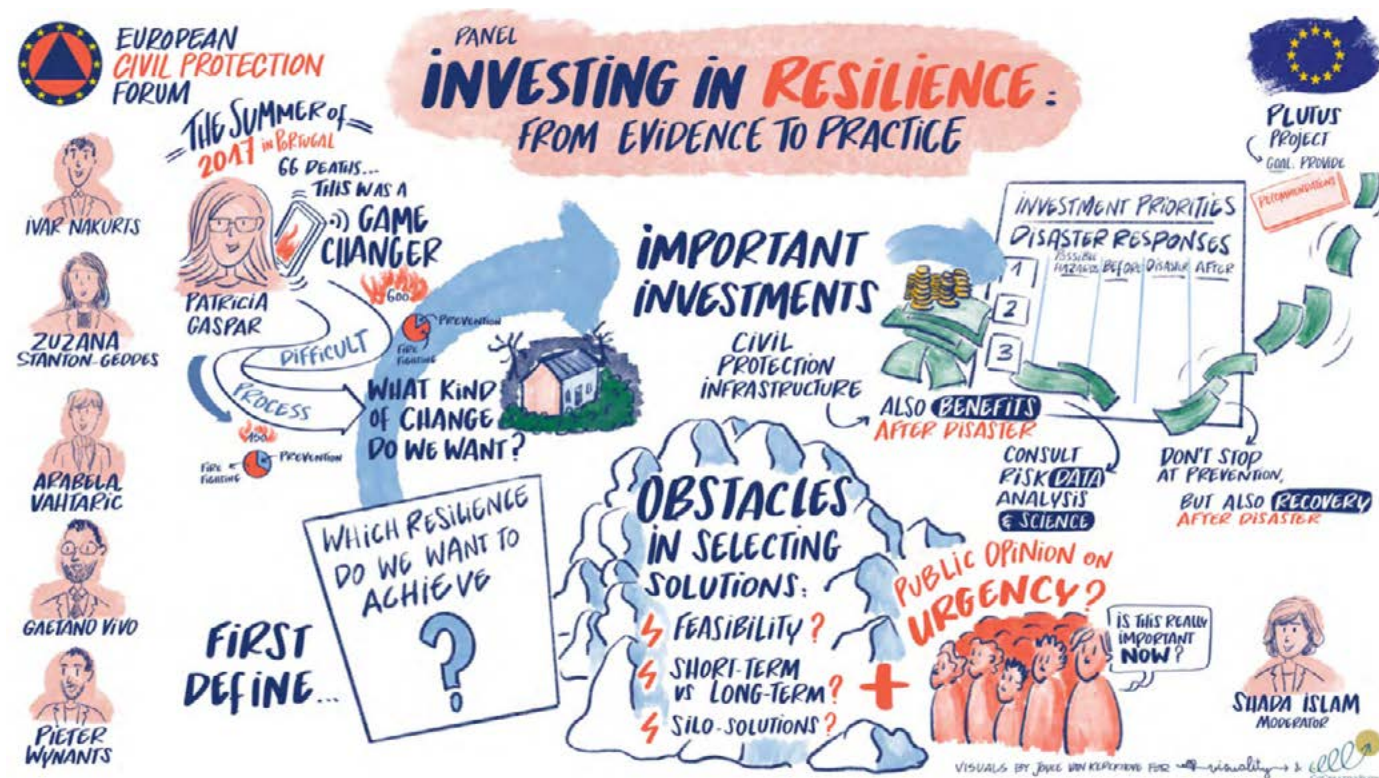 EUROPEAN
CIVIL PROTECTION
FORUM
PANEL
INVESTING IN RESILIENCE:
FROM EVIDENCE TO PRACTICE
IVAR NAKURTS
ZUZANA
STANTON-GEDDES
ARABELA
VAHTARIC
GAETANO VIVO
PIETER
WYNANTS
THE SUMMER OF
2017 IN PORTUGAL
66 DEATHS...
THIS WAS A
GAME
CHANGER
PATRICIA
GASPAR
DIFFICULT
PROCESS
600
PREVENTION
FIRE
FIGHTING
150
PREVENTION
FIRE
FIGHTING
WHAT KIND
OF CHANGE
DO WE WANT?
FIRST
DEFINE...
WHICH RESILIENCE
DO WE WANT TO
ACHIEVE
?
IMPORTANT
INVESTMENTS
CIVIL
PROTECTION
INFRASTRUCTURE
ALSO BENEFITS
AFTER DISASTER
INVESTMENT PRIORITIES
DISASTER RESPONSES
POSSIBLE
HAZARDS BEFORE DISASTER AFTER
1
2
3
CONSULT
RISK DATA
ANALYSIS
& SCIENCE
DON'T STOP
AT PREVENTION,
BUT ALSO RECOVERY
AFTER DISASTER
PLUTUS
PROJECT
GOAL: PROVIDE
RECOMMENDATIONS
OBSTACLES
IN SELECTING
SOLUTIONS:
FEASIBILITY?
SHORT-TERM
VS LONG-TERM?
SILO-SOLUTIONS?
+
PUBLIC OPINION ON
URGENCY?
IS THIS REALLY
IMPORTANT
NOW?
SHADA ISLAM
MODERATOR
VISUALS BY FOR visuality &